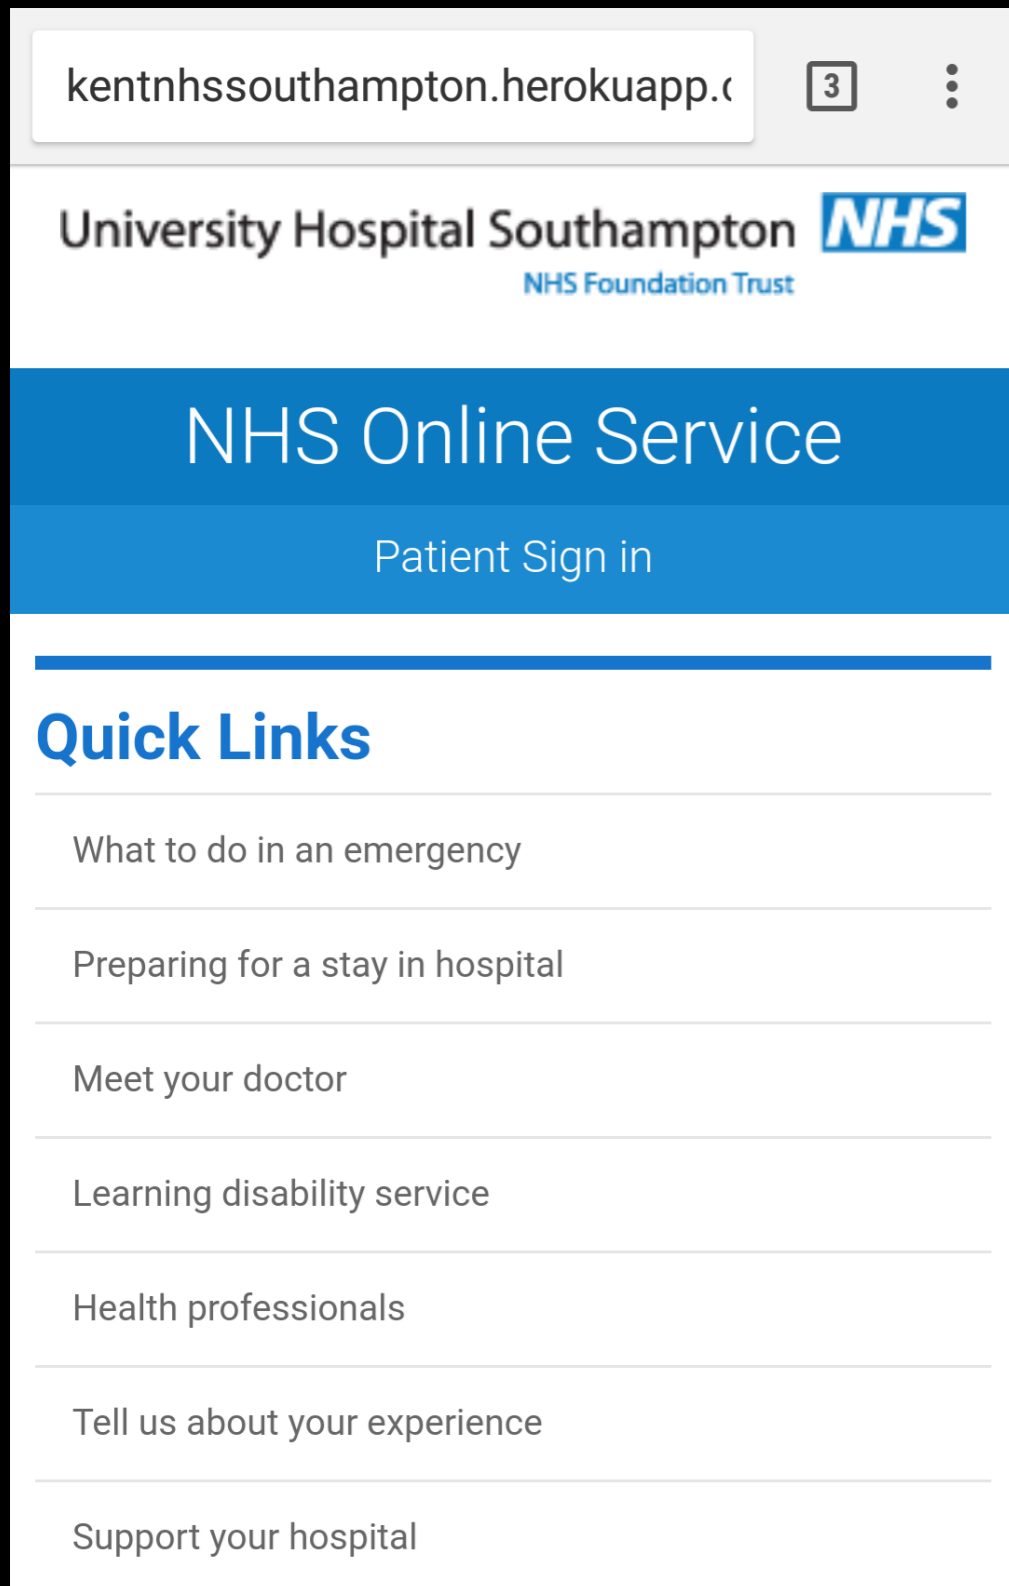 kentnhssouthampton.herokuapp.c
3
University Hospital Southampton NHS
NHS Foundation Trust
NHS Online Service
Patient Sign in
Quick Links
What to do in an emergency
Preparing for a stay in hospital
Meet your doctor
Learning disability service
Health professionals
Tell us about your experience
Support your hospital